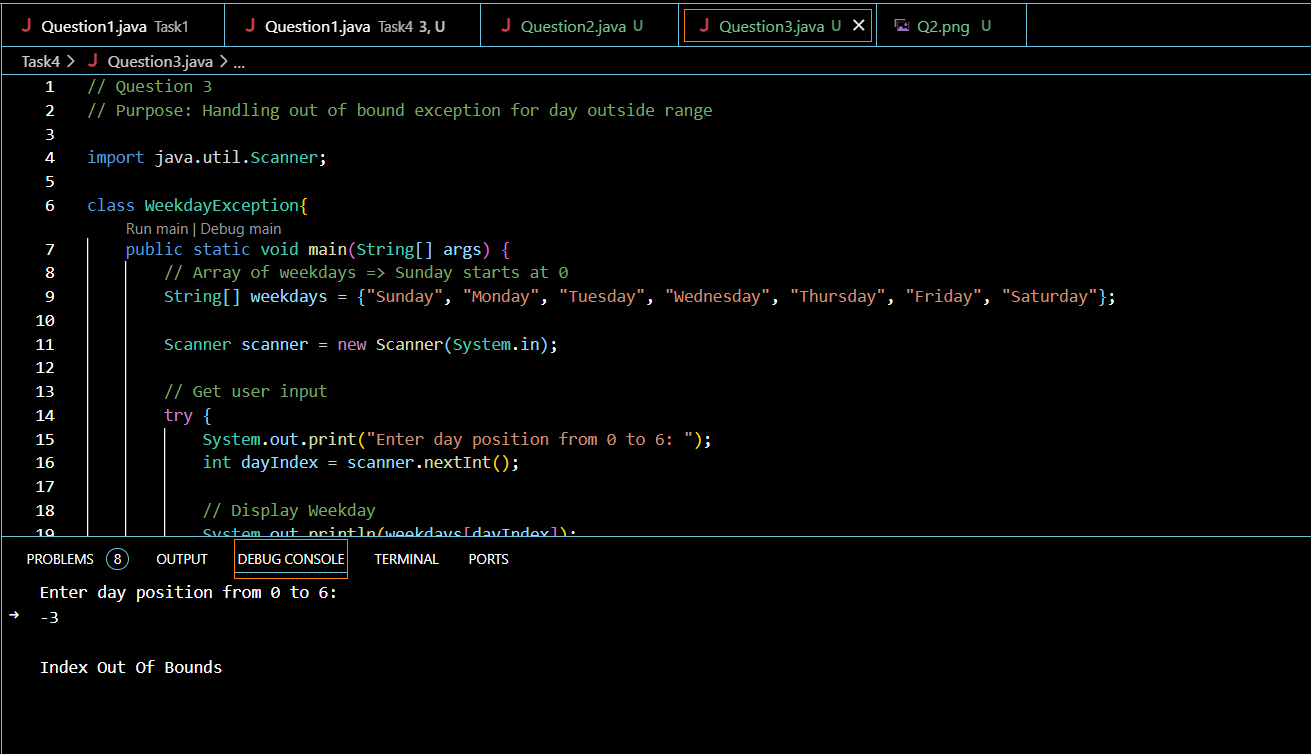 J Question1.java Task1 J Question1.java Task4 3, U J Question2.java U J Question3.java U × Q2.png U
Task4 > J Question3.java > ...
1 // Question 3
2 // Purpose: Handling out of bound exception for day outside range
3
4 import java.util.Scanner;
5
6 class WeekdayException{
Run main | Debug main
7 public static void main(String[] args) {
8 // Array of weekdays => Sunday starts at 0
9 String[] weekdays = {"Sunday", "Monday", "Tuesday", "Wednesday", "Thursday", "Friday", "Saturday"};
10
11 Scanner scanner = new Scanner(System.in);
12
13 // Get user input
14 try {
15 System.out.print("Enter day position from 0 to 6: ");
16 int dayIndex = scanner.nextInt();
17
18 // Display Weekday
19 System.out.println(weekdays[dayIndex]);
PROBLEMS 8 OUTPUT DEBUG CONSOLE TERMINAL PORTS
Enter day position from 0 to 6:
→ -3
Index Out Of Bounds